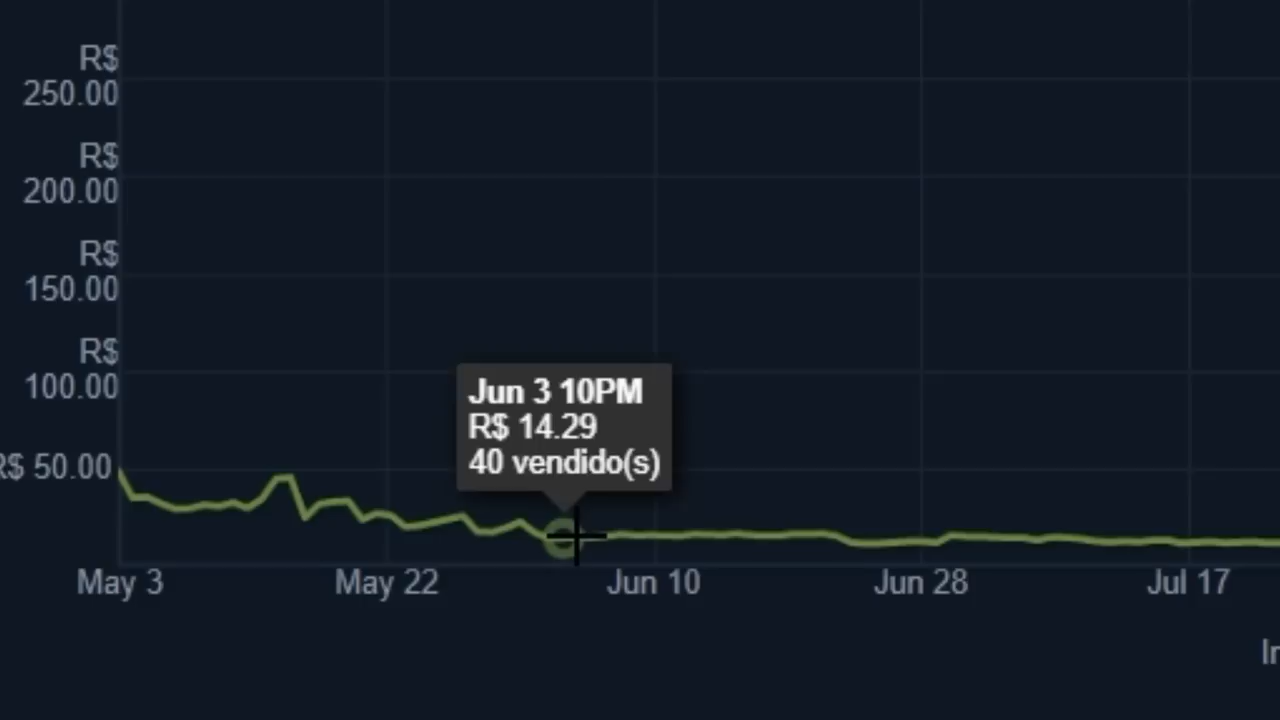 R$
250.00
R$
200.00
R$
150.00
R$
100.00
R$ 50.00
Jun 3 10PM
R$ 14.29
40 vendido(s)
May 3
May 22
Jun 10
Jun 28
Jul 17